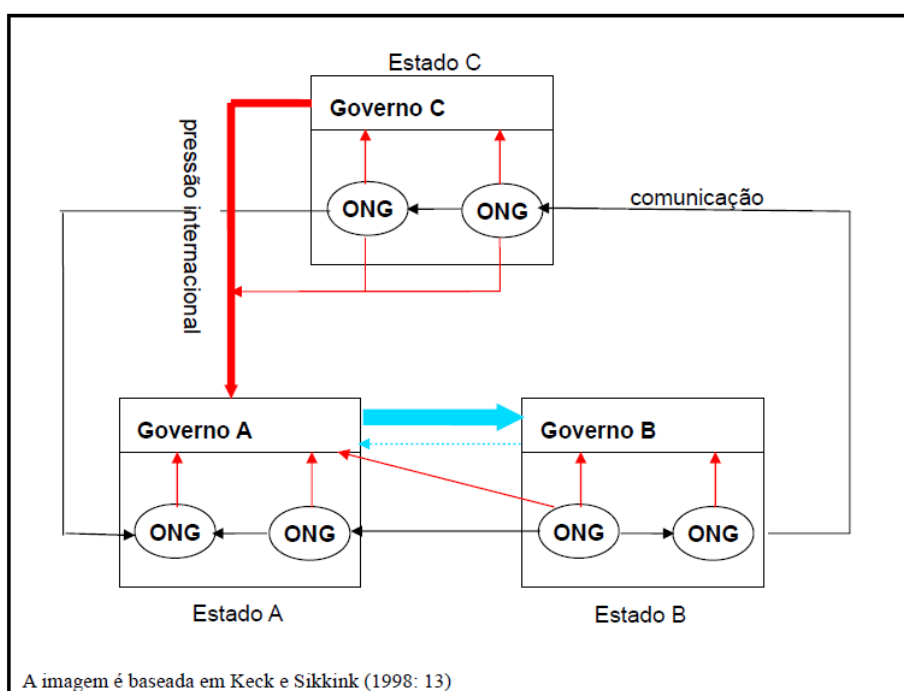 Estado C
Governo C
pressão internacional
ONG
ONG
comunicação
Governo A
Governo B
ONG
ONG
ONG
ONG
Estado A
Estado B
A imagem é baseada em Keck e Sikkink (1998: 13)